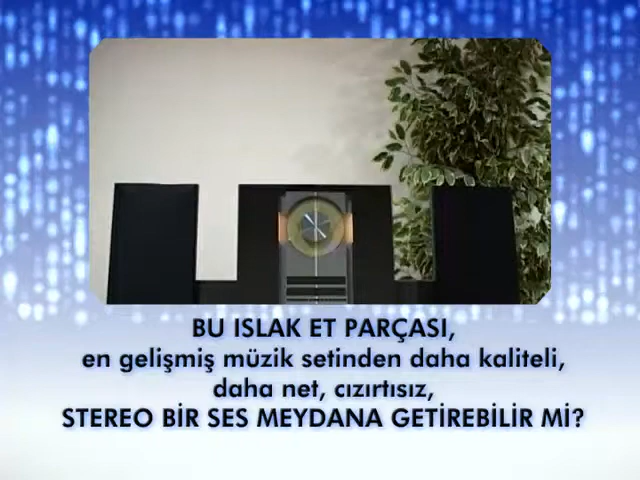 BU ISLAK ET PARÇASI,
en gelişmiş müzik setinden daha kaliteli,
daha net, cızırtısız,
STEREO BİR SES MEYDANA GETİREBİLİR Mİ?